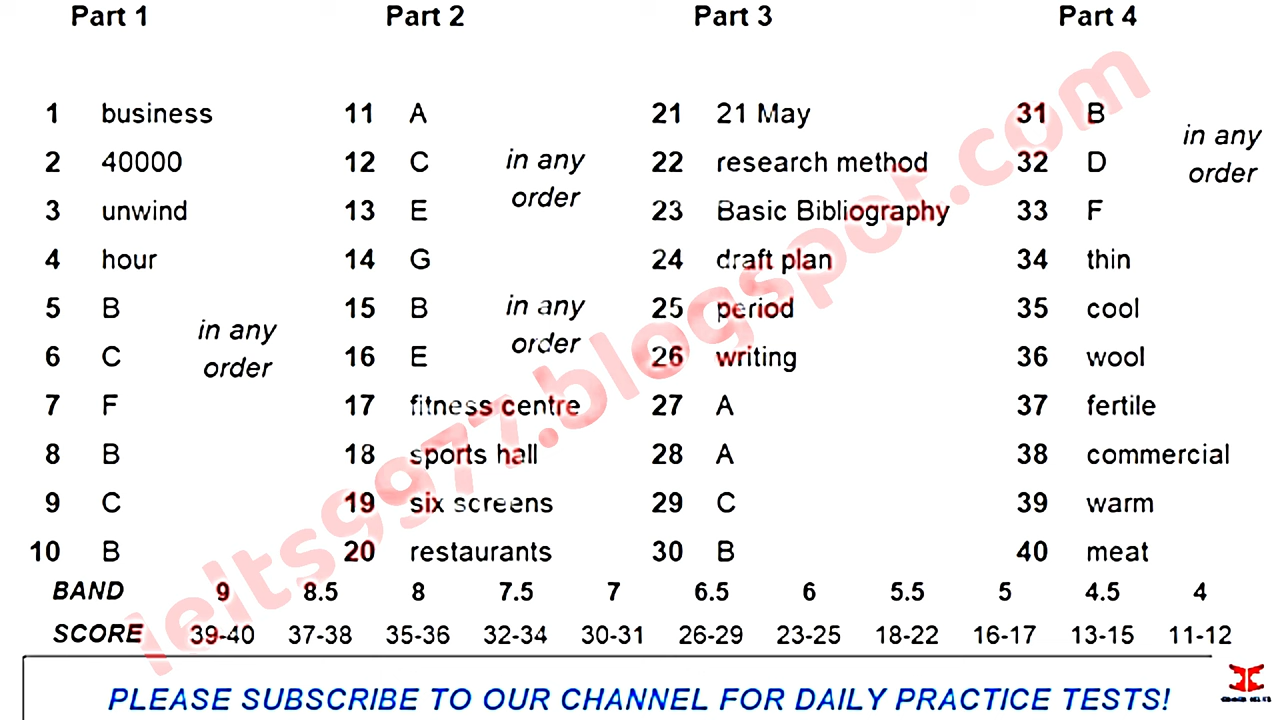 Part 1 Part 2 Part 3 Part 4
1 business 11 A 21 21 May 31 B
in any order
2 40000 12 C 22 research method 32 D
in any order
3 unwind 13 E 23 Basic Bibliography 33 F
4 hour 14 G 24 draft plan 34 thin
5 B 15 B 25 period 35 cool
in any order
in any order
6 C 16 E 26 writing 36 wool
7 F 17 fitness centre 27 A 37 fertile
8 B 18 sports hall 28 A 38 commercial
9 C 19 six screens 29 C 39 warm
10 B 20 restaurants 30 B 40 meat
BAND 9 8.5 8 7.5 7 6.5 6 5.5 5 4.5 4
SCORE 39-40 37-38 35-36 32-34 30-31 26-29 23-25 18-22 16-17 13-15 11-12
PLEASE SUBSCRIBE TO OUR CHANNEL FOR DAILY PRACTICE TESTS!
ielts9977.blogspot.com